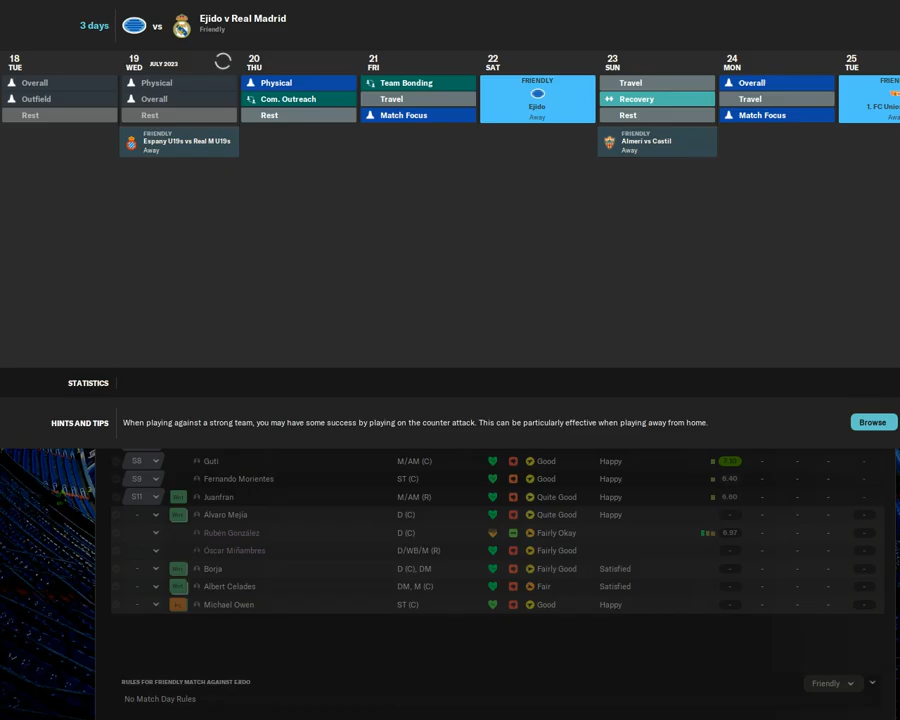 3 days vs Ejido v Real Madrid
Friendly
18 19 20 21 22 23 24 25
TUE WED JULY 2023 THU FRI SAT SUN MON TUE
Overall Physical Physical Team Bonding FRIENDLY Travel Overall FRIEN
Outfield Overall Com. Outreach Travel Ejido Recovery Travel
Rest Rest Rest Match Focus Away Rest Match Focus 1. FC Unio
Awa
FRIENDLY FRIENDLY
Espany U19s vs Real M U19s Almeri vs Castil
Away Away
STATISTICS
HINTS AND TIPS When playing against a strong team, you may have some success by playing on the counter attack. This can be particularly effective when playing away from home. Browse
S8 Guti M/AM (C) Good Happy
S9 Fernando Morientes ST (C) Good Happy 6.40
S11 Wnt Juanfran M/AM (R) Quite Good Happy 6.60
- Wnt Álvaro Mejía D (C) Quite Good Happy - - - - -
Rubén González D (C) Fairly Okay 6.97 - - - -
Óscar Miñambres D/WB/M (R) Fairly Good - - - - -
- Wnt Borja D (C), DM Fairly Good Satisfied - - - - -
- Wnt Albert Celades DM, M (C) Fair Satisfied - - - - -
- Michael Owen ST (C) Good Happy - - - - -
RULES FOR FRIENDLY MATCH AGAINST EJIDO Friendly
No Match Day Rules